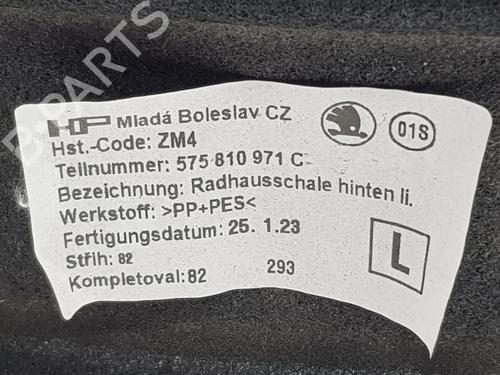 HP Mladá Boleslav CZ
01S
Hst.-Code: ZM4
Teilnummer: 575 810 971 C
Bezeichnung: Radhausschale hinten li.
Werkstoff: >PP+PES<
Fertigungsdatum: 25. 1.23
Střih: 82
Kompletoval: 82
293
L
B-PARTS